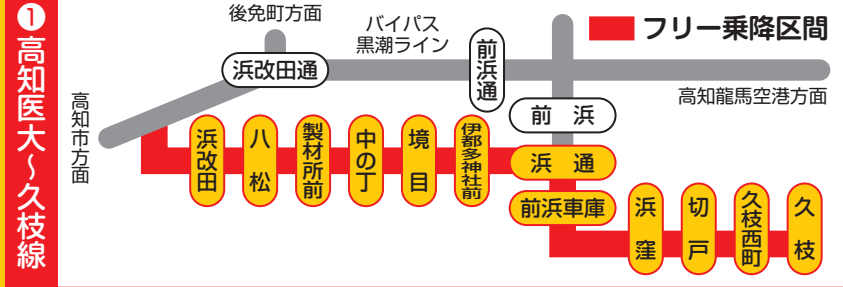 ❶高知医大~久枝線
後免町方面
バイパス
黒潮ライン
フリー乗降区間
浜改田通
前浜通
高知龍馬空港方面
高知市方面
前浜
浜改田
八松
製材所前
中の丁
境目
伊都多神社前
浜通
前浜車庫
浜窪
切戸
久枝西町
久枝